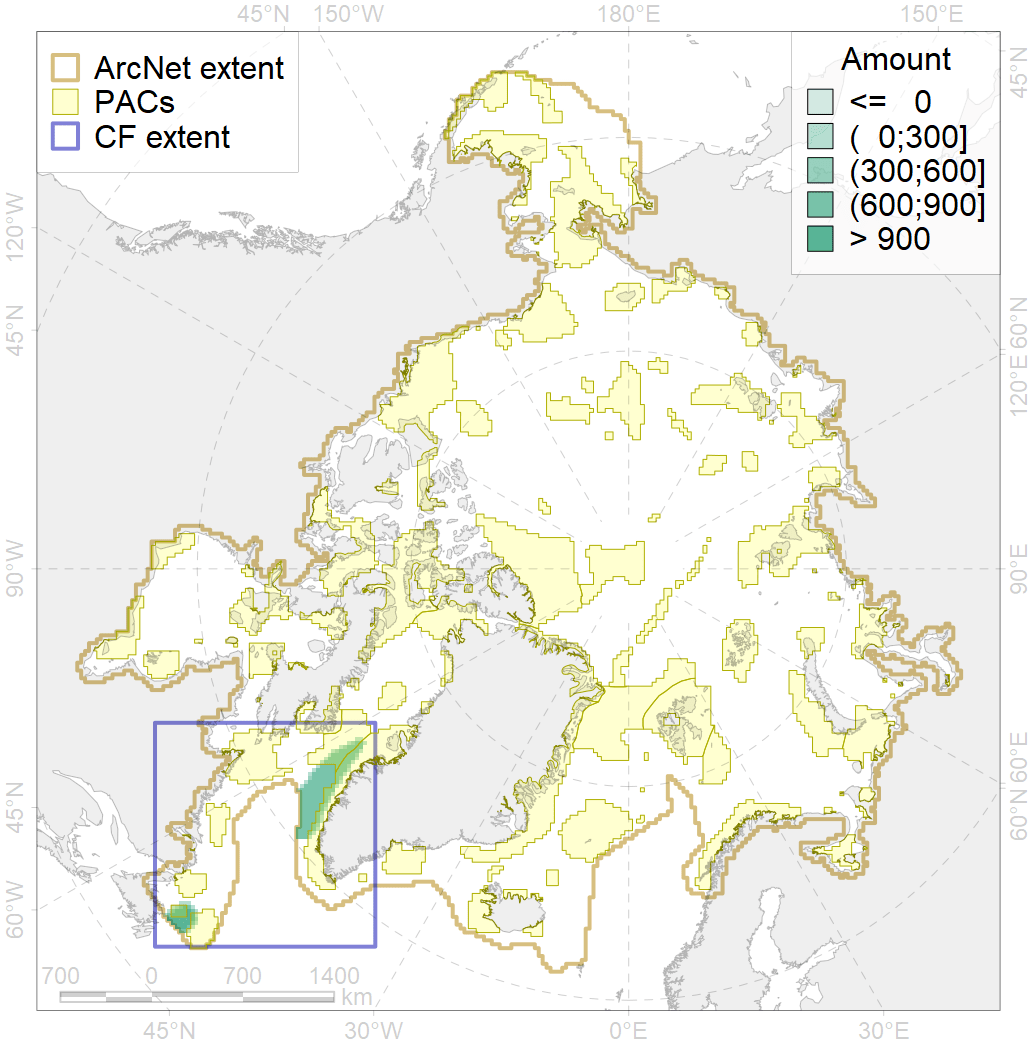 45°N 150°W 180°E 150°E
ArcNet extent
PACs
CF extent
Amount
<= 0
( 0;300]
(300;600]
(600;900]
> 900
120°W
45°N
90°W
45°N
60°W
45°N
60°N
120°E
90°E
60°N
60°E
45°N
700 0 700 1400
km
45°N 30°W 0°E 30°E